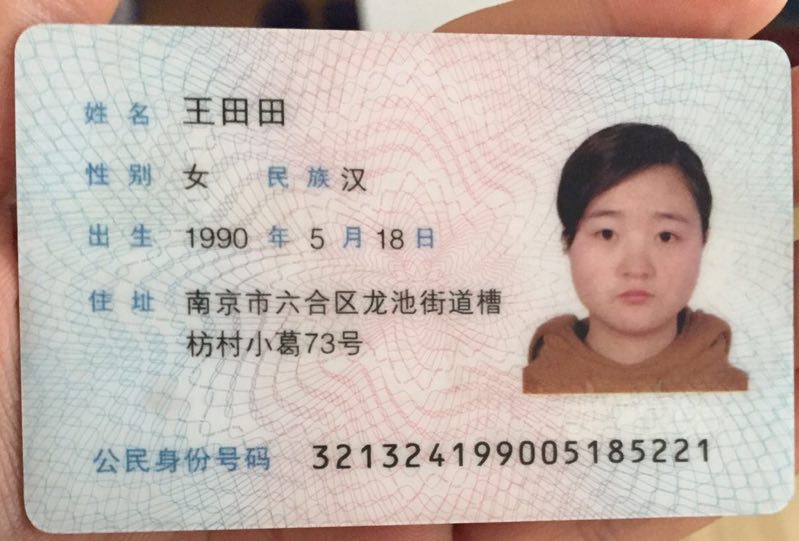 姓名 王田田
性别 女 民族 汉
出生 1990 年 5 月 18 日
住址 南京市六合区龙池街道槽
枋村小葛73号
公民身份号码 321324199005185221